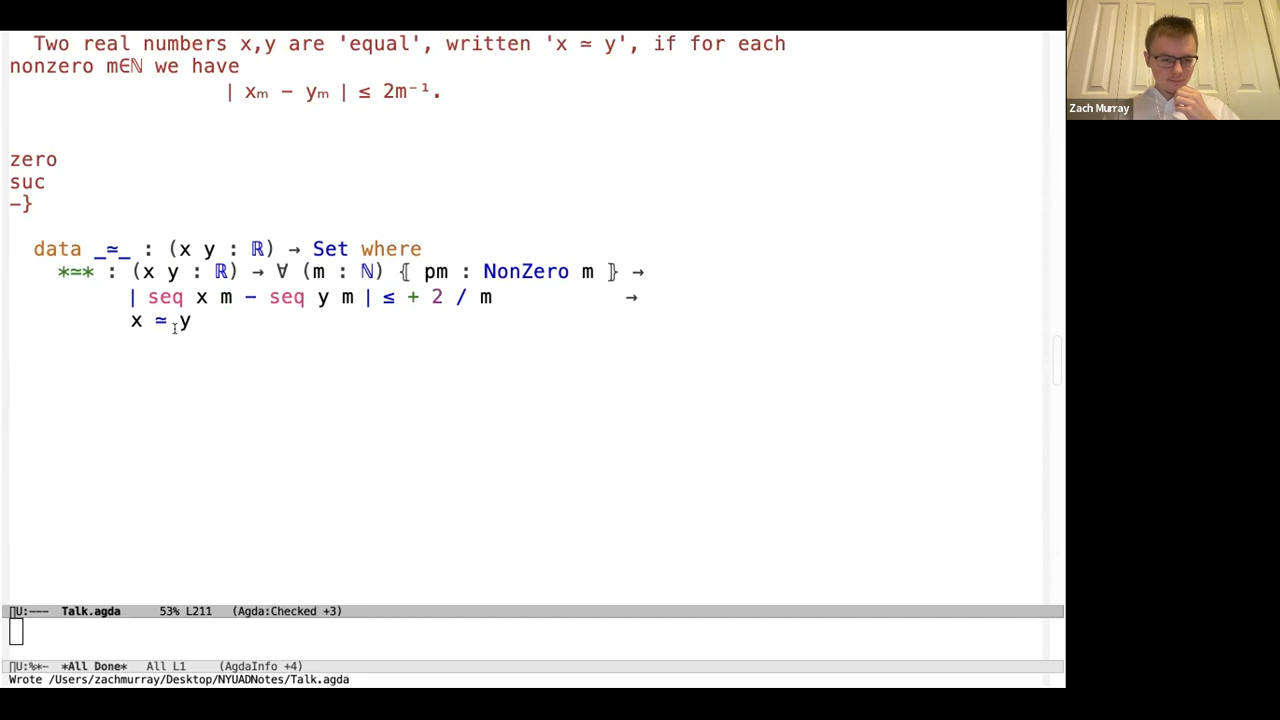 Two real numbers x,y are 'equal', written 'x ≃ y', if for each
nonzero m∈ℕ we have
| xₘ - yₘ | ≤ 2m⁻¹.
zero
suc
-}
data _≃_ : (x y : ℝ) → Set where
*≃* : (x y : ℝ) → ∀ (m : ℕ) ⦃ pm : NonZero m ⦄ →
| seq x m - seq y m | ≤ + 2 / m →
x ≃ y
U:--- Talk.agda 53% L211 (Agda:Checked +3)
U:%*- *All Done* All L1 (AgdaInfo +4)
Wrote /Users/zachmurray/Desktop/NYUADNotes/Talk.agda
Zach Murray